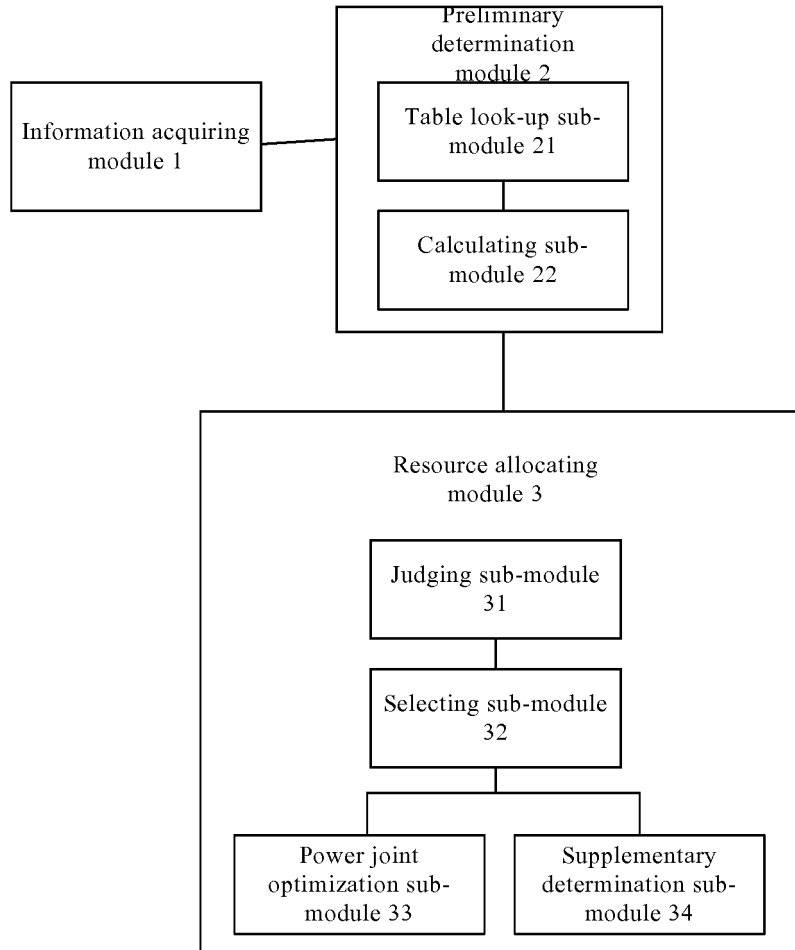 Preliminary
determination
module 2
Information acquiring
module 1
Table look-up sub-
module 21
Calculating sub-
module 22
Resource allocating
module 3
Judging sub-module
31
Selecting sub-module
32
Power joint
optimization sub-
module 33
Supplementary
determination sub-
module 34